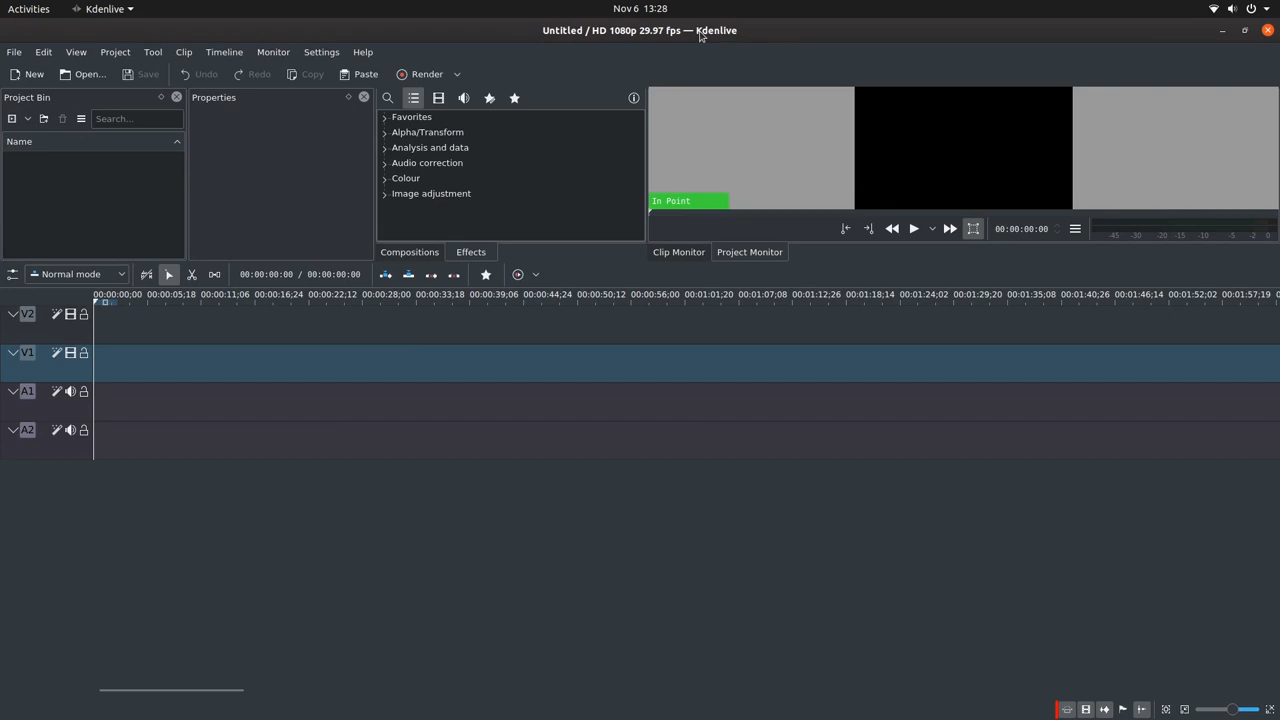 Activities Kdenlive Nov 6 13:28
Untitled / HD 1080p 29.97 fps — Kdenlive
File Edit View Project Tool Clip Timeline Monitor Settings Help
New Open... Save Undo Redo Copy Paste Render
Project Bin Properties
Search...
Name
Favorites
Alpha/Transform
Analysis and data
Audio correction
Colour
Image adjustment
In Point
00:00:00:00 -45 -30 -20 -15 -10 -5 -2 0
Compositions Effects Clip Monitor Project Monitor
Normal mode 00:00:00:00 / 00:00:00:00
00:00:00;00 00:00:05;18 00:00:11;06 00:00:16;24 00:00:22;12 00:00:28;00 00:00:33;18 00:00:39;06 00:00:44;24 00:00:50;12 00:00:56;00 00:01:01;20 00:01:07;08 00:01:12;26 00:01:18;14 00:01:24;02 00:01:29;20 00:01:35;08 00:01:40;26 00:01:46;14 00:01:52;02 00:01:57;19
V2
V1
A1
A2